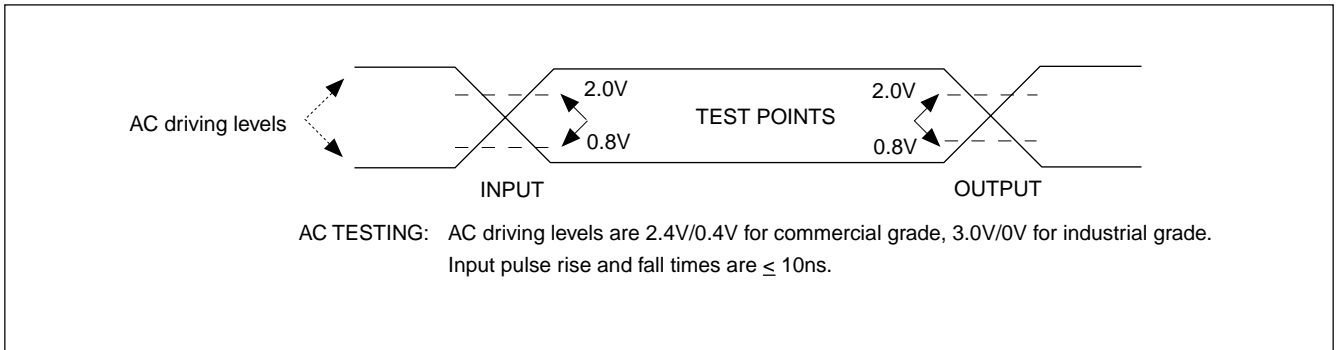 AC driving levels
2.0V
0.8V
TEST POINTS
2.0V
0.8V
INPUT
OUTPUT
AC TESTING: AC driving levels are 2.4V/0.4V for commercial grade, 3.0V/0V for industrial grade.
Input pulse rise and fall times are ≤ 10ns.